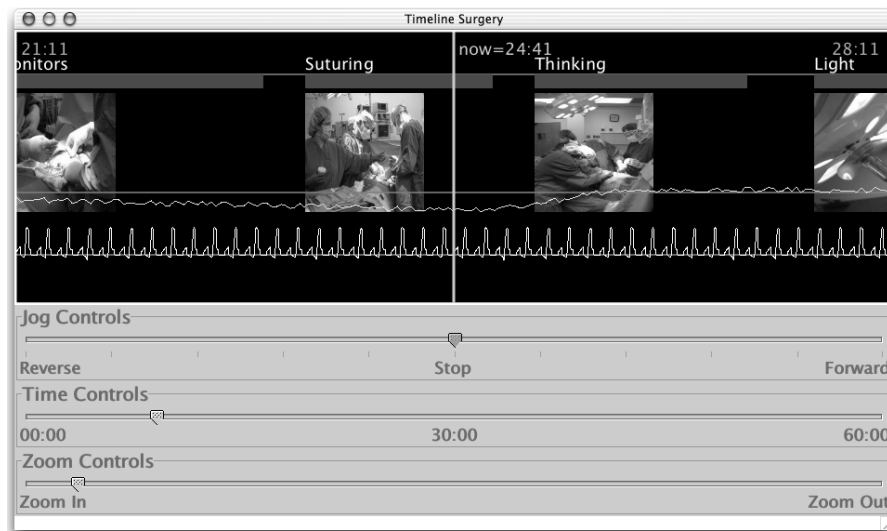 Timeline Surgery
21:11 now=24:41 28:11
onitors Suturing Thinking Light
Jog Controls
Reverse Stop Forward
Time Controls
00:00 30:00 60:00
Zoom Controls
Zoom In Zoom Out